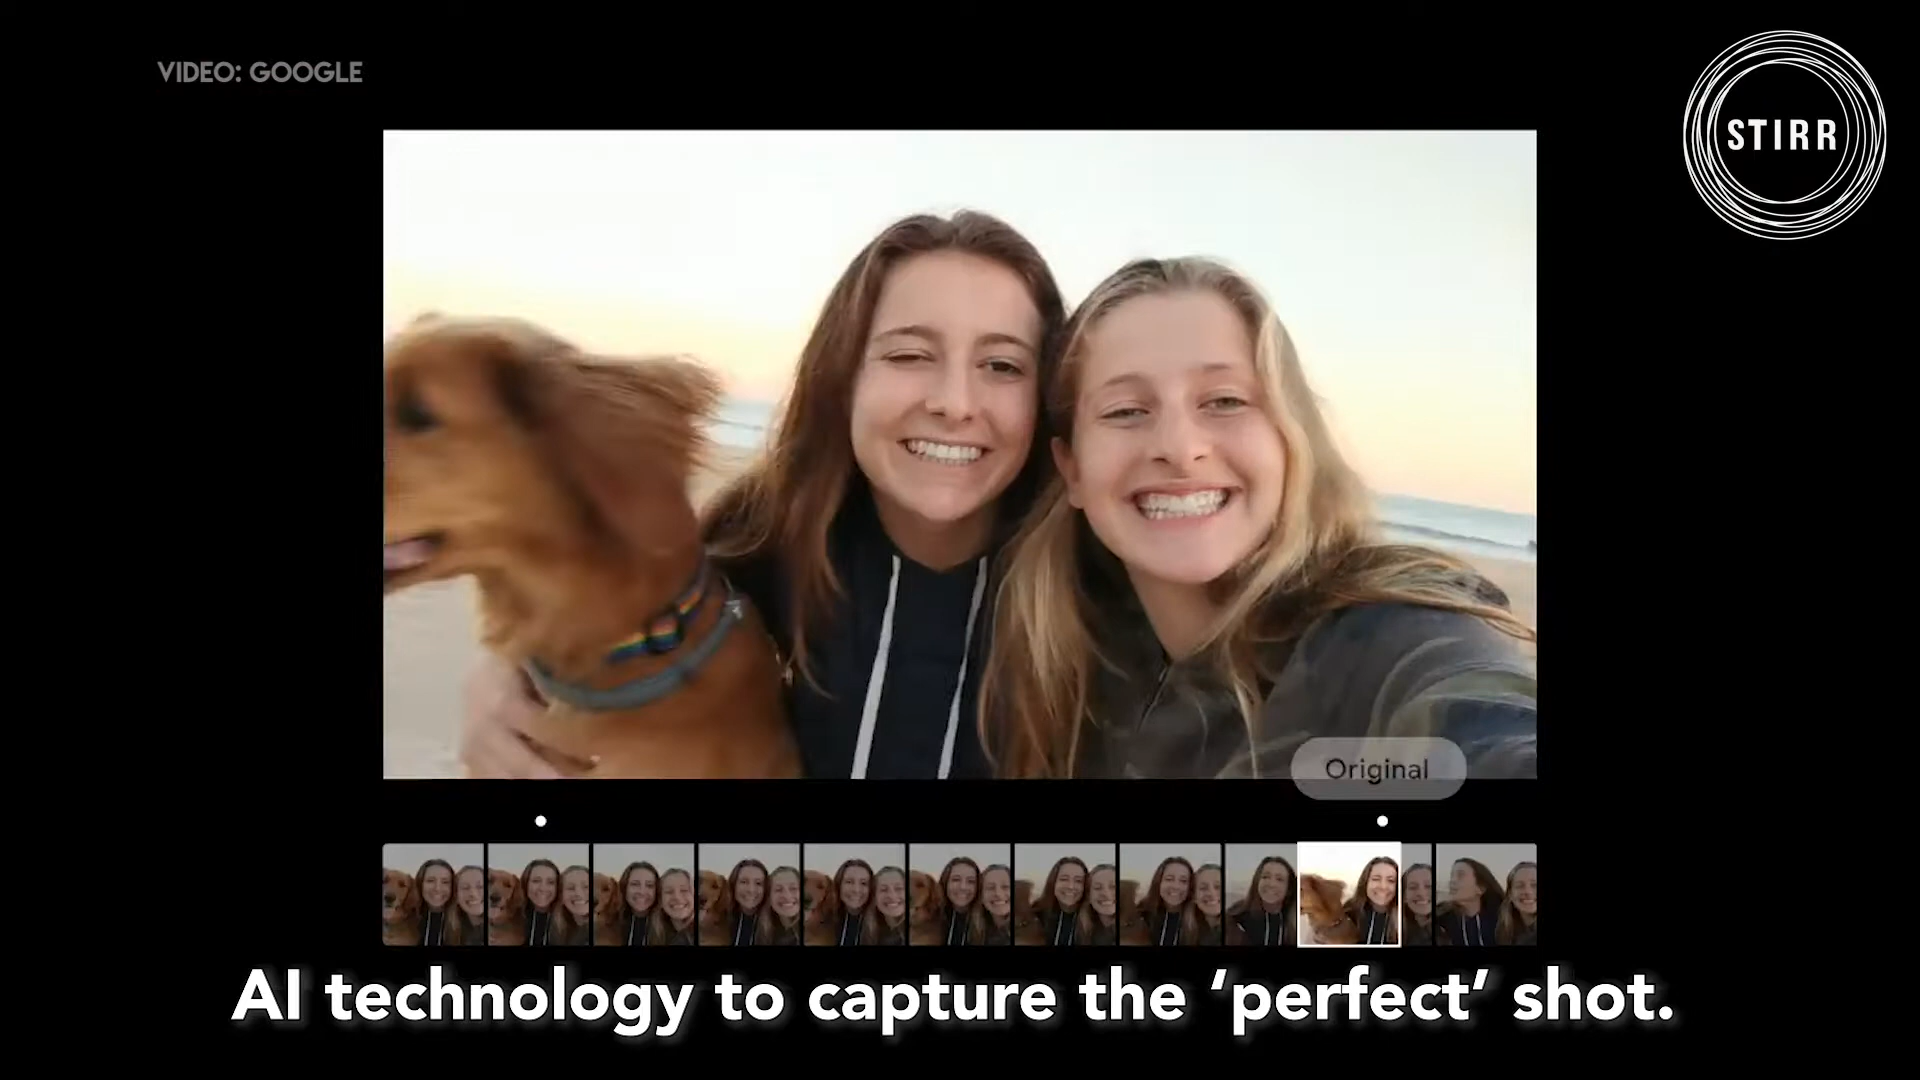 VIDEO: GOOGLE
STIRR
Original
AI technology to capture the ‘perfect’ shot.